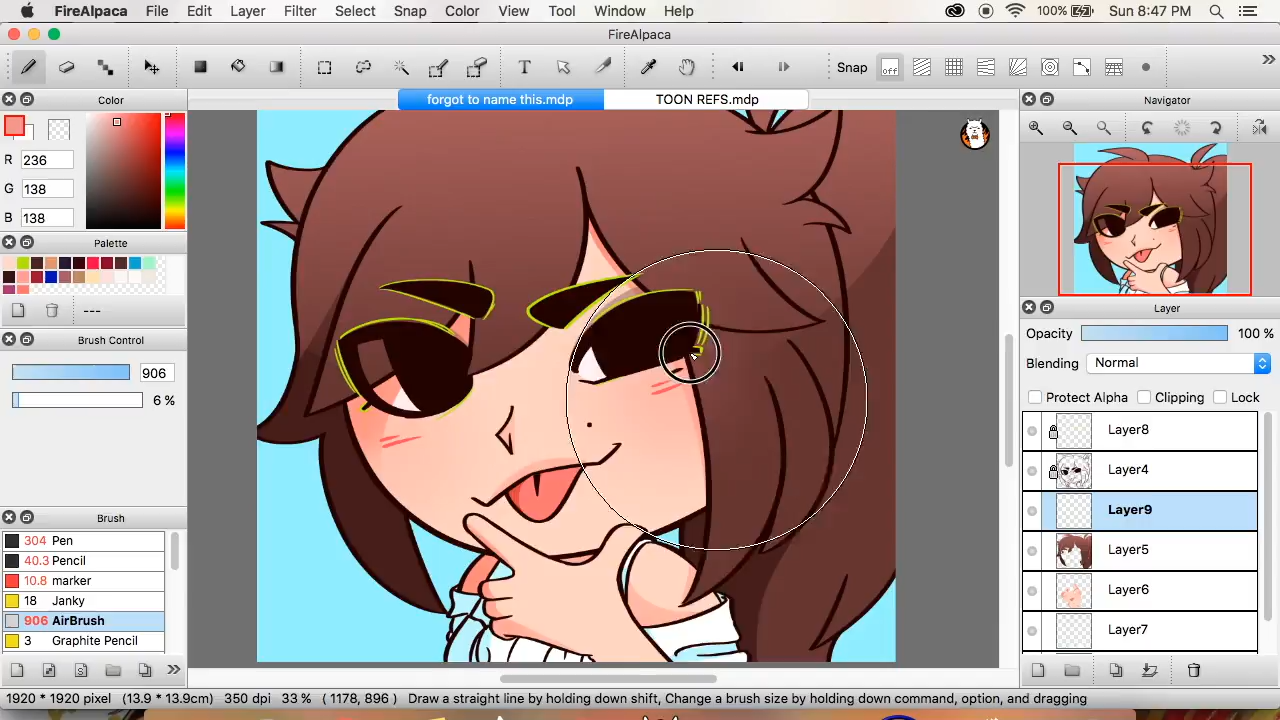 FireAlpaca File Edit Layer Filter Select Snap Color View Tool Window Help 100% Sun 8:47 PM
FireAlpaca
T Snap off »
Color forgot to name this.mdp TOON REFS.mdp Navigator
R 236
G 138
B 138
Palette
---
Brush Control
906
6 %
Brush
304 Pen
40.3 Pencil
10.8 marker
18 Janky
906 AirBrush
3 Graphite Pencil
»
Layer
Opacity 100 %
Blending Normal
Protect Alpha Clipping Lock
Layer8
Layer4
Layer9
Layer5
Layer6
Layer7
1920 * 1920 pixel (13.9 * 13.9cm) 350 dpi 33 % (1178, 896) Draw a straight line by holding down shift, Change a brush size by holding down command, option, and dragging